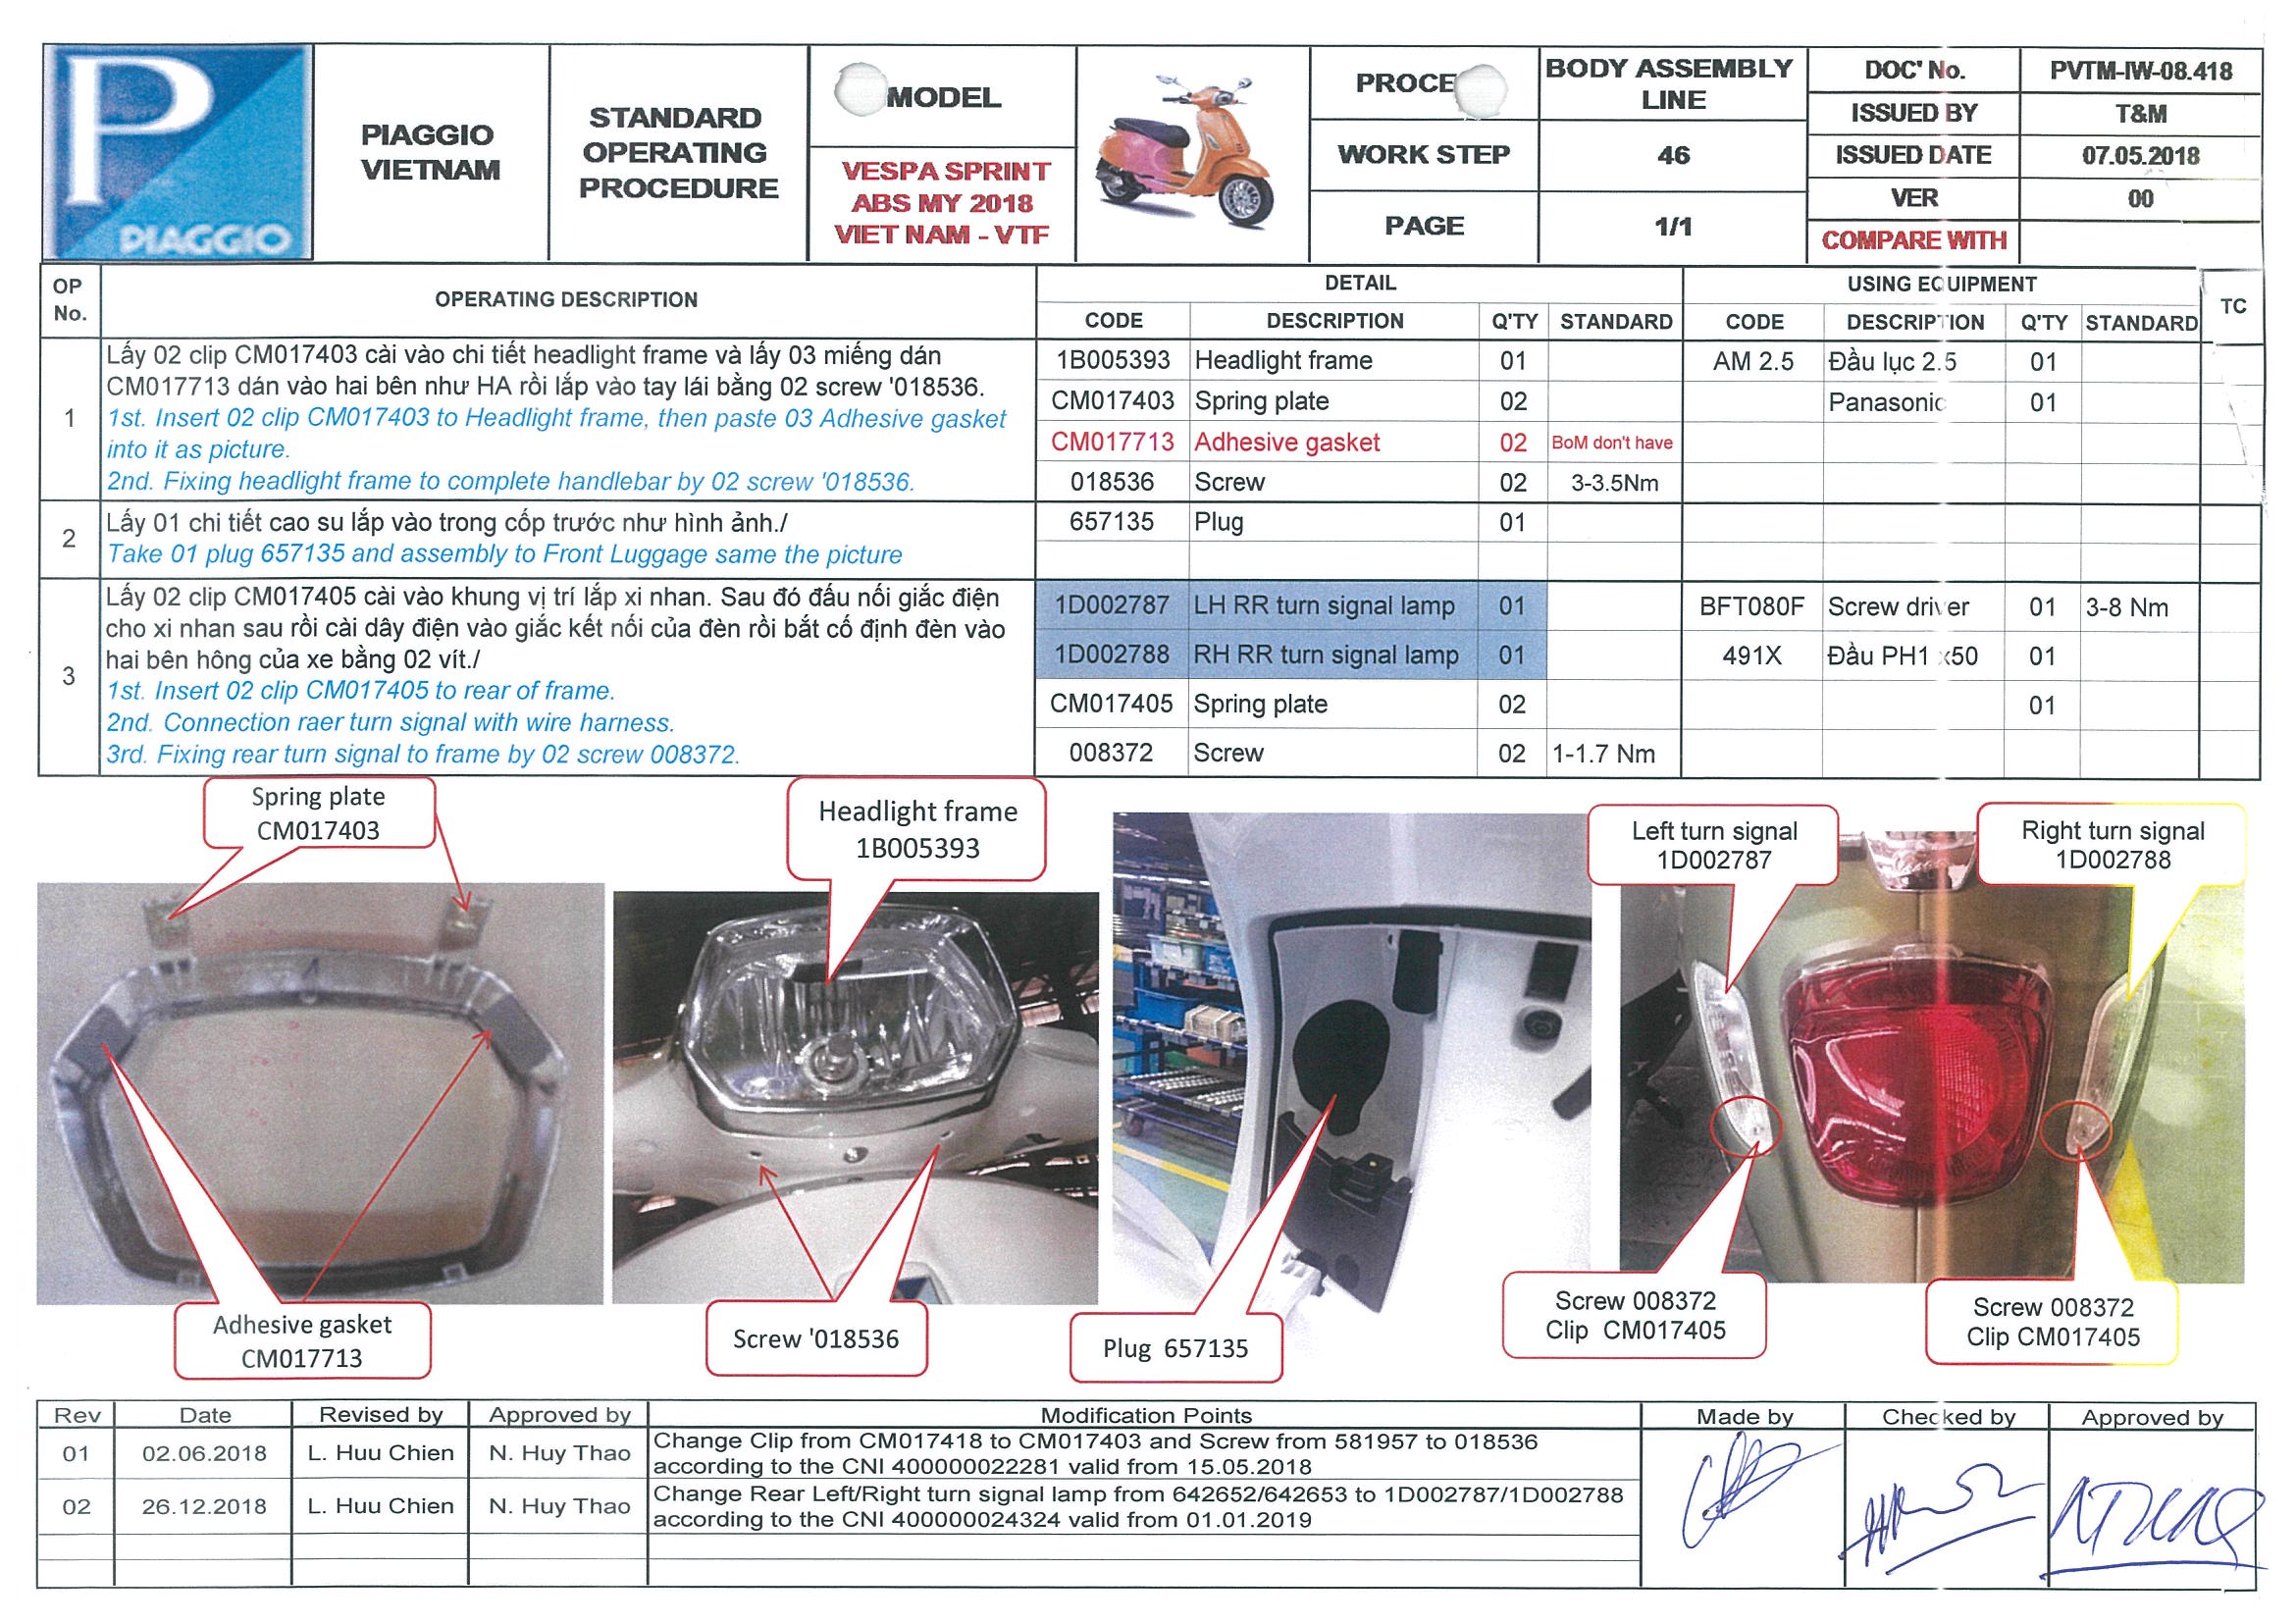 P
PIAGGIO
PIAGGIO
VIETNAM
STANDARD
OPERATING
PROCEDURE
MODEL
VESPA SPRINT
ABS MY 2018
VIET NAM - VTF
PROCE
BODY ASSEMBLY
LINE
WORK STEP
46
PAGE
1/1
DOC' No.
PVTM-IW-08.418
ISSUED BY
T&M
ISSUED DATE
07.05.2018
VER
00
COMPARE WITH
OP
No.
OPERATING DESCRIPTION
DETAIL
USING EQUIPMENT
TC
CODE
DESCRIPTION
Q'TY
STANDARD
CODE
DESCRIPTION
Q'TY
STANDARD
1
Lấy 02 clip CM017403 cài vào chi tiết headlight frame và lấy 03 miếng dán
CM017713 dán vào hai bên như HA rồi lắp vào tay lái bằng 02 screw '018536.
1st. Insert 02 clip CM017403 to Headlight frame, then paste 03 Adhesive gasket
into it as picture.
2nd. Fixing headlight frame to complete handlebar by 02 screw '018536.
1B005393 Headlight frame 01 AM 2.5 Đầu lục 2.5 01
CM017403 Spring plate 02 Panasonic 01
CM017713 Adhesive gasket 02 BoM don't have
018536 Screw 02 3-3.5Nm
2
Lấy 01 chi tiết cao su lắp vào trong cốp trước như hình ảnh./
Take 01 plug 657135 and assembly to Front Luggage same the picture
657135 Plug 01
3
Lấy 02 clip CM017405 cài vào khung vị trí lắp xi nhan. Sau đó đấu nối giắc điện
cho xi nhan sau rồi cài dây điện vào giắc kết nối của đèn rồi bắt cố định đèn vào
hai bên hông của xe bằng 02 vít./
1st. Insert 02 clip CM017405 to rear of frame.
2nd. Connection raer turn signal with wire harness.
3rd. Fixing rear turn signal to frame by 02 screw 008372.
1D002787 LH RR turn signal lamp 01 BFT080F Screw driver 01 3-8 Nm
1D002788 RH RR turn signal lamp 01 491X Đầu PH1 x50 01
CM017405 Spring plate 02 01
008372 Screw 02 1-1.7 Nm
Spring plate
CM017403
Headlight frame
1B005393
Left turn signal
1D002787
Right turn signal
1D002788
Adhesive gasket
CM017713
Screw '018536
Plug 657135
Screw 008372
Clip CM017405
Screw 008372
Clip CM017405
Rev Date Revised by Approved by Modification Points Made by Checked by Approved by
01 02.06.2018 L. Huu Chien N. Huy Thao
Change Clip from CM017418 to CM017403 and Screw from 581957 to 018536
according to the CNI 400000022281 valid from 15.05.2018
02 26.12.2018 L. Huu Chien N. Huy Thao
Change Rear Left/Right turn signal lamp from 642652/642653 to 1D002787/1D002788
according to the CNI 400000024324 valid from 01.01.2019